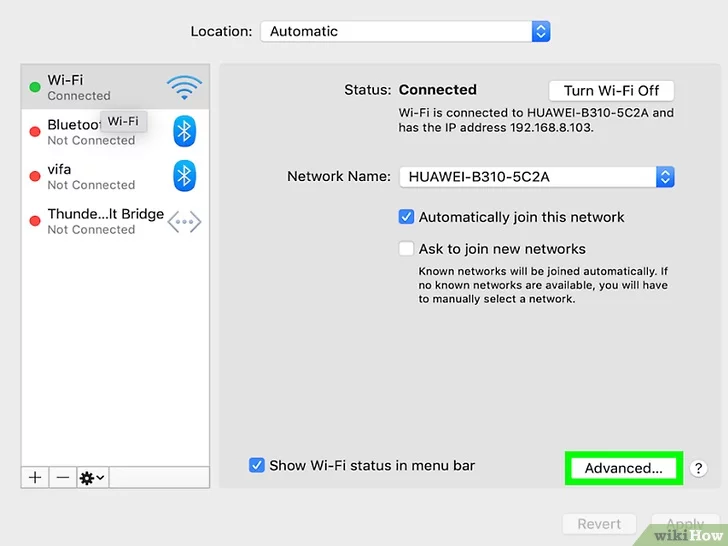 Location: Automatic
Wi-Fi
Connected
Wi-Fi
Bluetoo
Not Connected
vifa
Not Connected
Thunde...lt Bridge
Not Connected
Status: Connected
Turn Wi-Fi Off
Wi-Fi is connected to HUAWEI-B310-5C2A and
has the IP address 192.168.8.103.
Network Name: HUAWEI-B310-5C2A
Automatically join this network
Ask to join new networks
Known networks will be joined automatically. If
no known networks are available, you will have
to manually select a network.
Show Wi-Fi status in menu bar
Advanced...
?
Revert
Apply
wikiHow